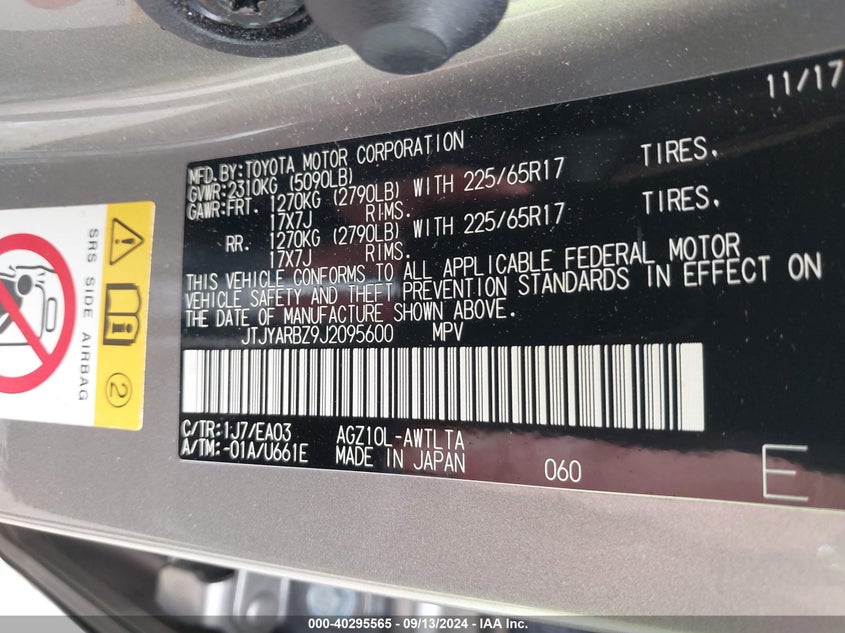 11/17
MFD.BY:TOYOTA MOTOR CORPORATION
GVWR:2310KG (5090LB)
GAWR:FRT. 1270KG (2790LB) WITH 225/65R17 TIRES.
17X7J RIMS.
RR. 1270KG (2790LB) WITH 225/65R17 TIRES.
17X7J RIMS.
THIS VEHICLE CONFORMS TO ALL APPLICABLE FEDERAL MOTOR
VEHICLE SAFETY AND THEFT PREVENTION STANDARDS IN EFFECT ON
THE DATE OF MANUFACTURE SHOWN ABOVE.
JTJYARBZ9J2095600 MPV
C/TR:1J7/EA03 AGZ10L-AWTLTA
A/TM:-01A/U661E MADE IN JAPAN 060 E
SRS SIDE AIRBAG
2
000-40295565 - 09/13/2024 - IAA Inc.